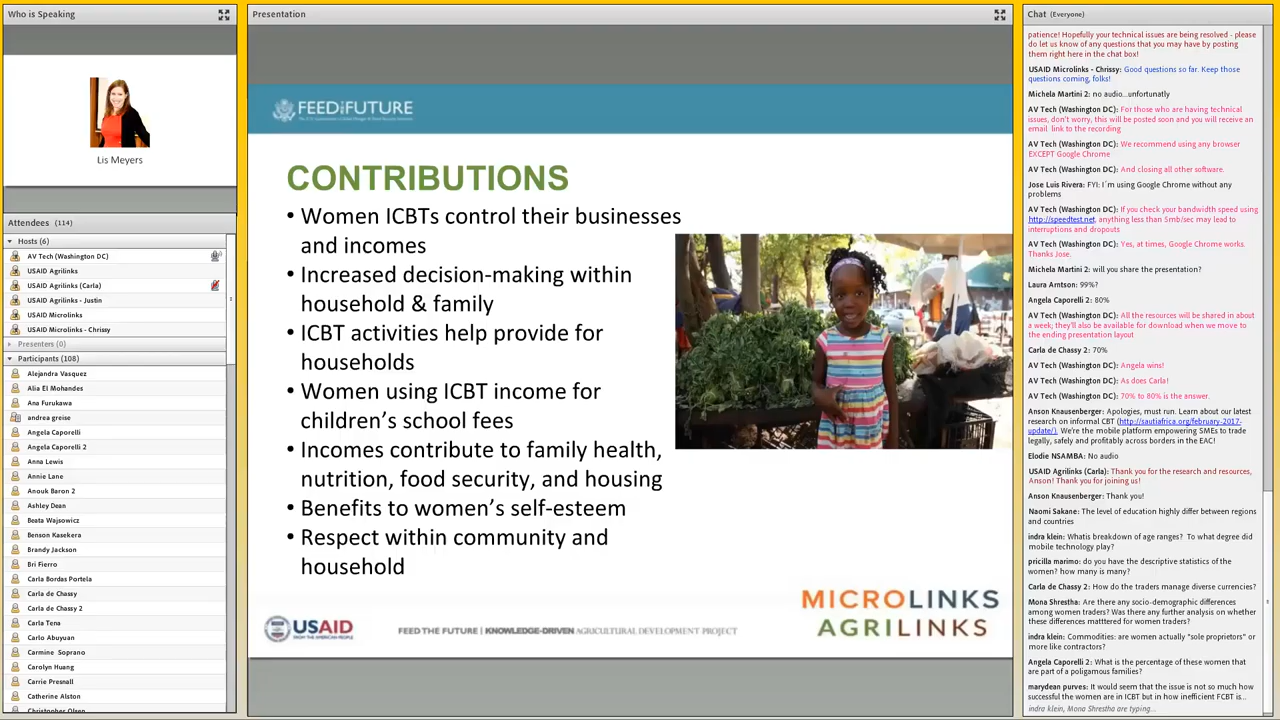 Who is Speaking
Lis Meyers
Attendees (114)
Hosts (6)
AV Tech (Washington DC)
USAID Agrilinks
USAID Agrilinks (Carla)
USAID Agrilinks - Justin
USAID Microlinks
USAID Microlinks - Chrissy
Presenters (0)
Participants (108)
Alejandra Vasquez
Alia El Mohandes
Ana Furukawa
andrea greise
Angela Caporelli
Angela Caporelli 2
Anna Lewis
Annie Lane
Anouk Baron 2
Ashley Dean
Beata Wajsowicz
Benson Kasekera
Brandy Jackson
Bri Fierro
Carla Bordas Portela
Carla de Chassy
Carla de Chassy 2
Carla Tena
Carlo Abuyuan
Carmine Soprano
Carolyn Huang
Carrie Presnall
Catherine Alston
Christopher Olsen
Presentation
FEED THE FUTURE
CONTRIBUTIONS
• Women ICBTs control their businesses
and incomes
• Increased decision-making within
household & family
• ICBT activities help provide for
households
• Women using ICBT income for
children’s school fees
• Incomes contribute to family health,
nutrition, food security, and housing
• Benefits to women’s self-esteem
• Respect within community and
household
USAID
FROM THE AMERICAN PEOPLE
FEED THE FUTURE | KNOWLEDGE-DRIVEN AGRICULTURAL DEVELOPMENT PROJECT
MICROLINKS
AGRILINKS
Chat (Everyone)
patience! Hopefully your technical issues are being resolved - please
do let us know of any questions that you may have by posting
them right here in the chat box!
USAID Microlinks - Chrissy: Good questions so far. Keep those
questions coming, folks!
Michela Martini 2: no audio...unfortunatly
AV Tech (Washington DC): For those who are having technical
issues, don't worry, this will be posted soon and you will receive an
email link to the recording
AV Tech (Washington DC): We recommend using any browser
EXCEPT Google Chrome
AV Tech (Washington DC): And closing all other software.
Jose Luis Rivera: FYI: I´m using Google Chrome without any
problems
AV Tech (Washington DC): If you check your bandwidth speed using
http://speedtest.net, anything less than 5mb/sec may lead to
interruptions and dropouts
AV Tech (Washington DC): Yes, at times, Google Chrome works.
Thanks Jose.
Michela Martini 2: will you share the presentation?
Laura Arntson: 99%?
Angela Caporelli 2: 80%
AV Tech (Washington DC): All the resources will be shared in about
a week; they'll also be available for download when we move to
the ending presentation layout
Carla de Chassy 2: 70%
AV Tech (Washington DC): Angela wins!
AV Tech (Washington DC): As does Carla!
AV Tech (Washington DC): 70% to 80% is the answer.
Anson Knausenberger: Apologies, must run. Learn about our latest
research on informal CBT (http://sautiafrica.org/february-2017-
update/). We're the mobile platform empowering SMEs to trade
legally, safely and profitably across borders in the EAC!
Elodie NSAMBA: No audio
USAID Agrilinks (Carla): Thank you for the research and resources,
Anson! Thank you for joining us!
Anson Knausenberger: Thank you!
Naomi Sakane: The level of education highly differ between regions
and countries
indra klein: Whatis breakdown of age ranges? To what degree did
mobile technology play?
pricilla marimo: do you have the descriptive statistics of the
women? how many is many?
Carla de Chassy 2: How do the traders manage diverse currencies?
Mona Shrestha: Are there any socio-demographic differences
among women traders? Was there any further analysis on whether
these differences matttered for women traders?
indra klein: Commodities: are women actually "sole proprietors" or
more like contractors?
Angela Caporelli 2: What is the percentage of these women that
are part of a poligamous families?
marydean purves: It would seem that the issue is not so much how
successful the women are in ICBT but in how inefficient FCBT is...
indra klein, Mona Shrestha are typing...